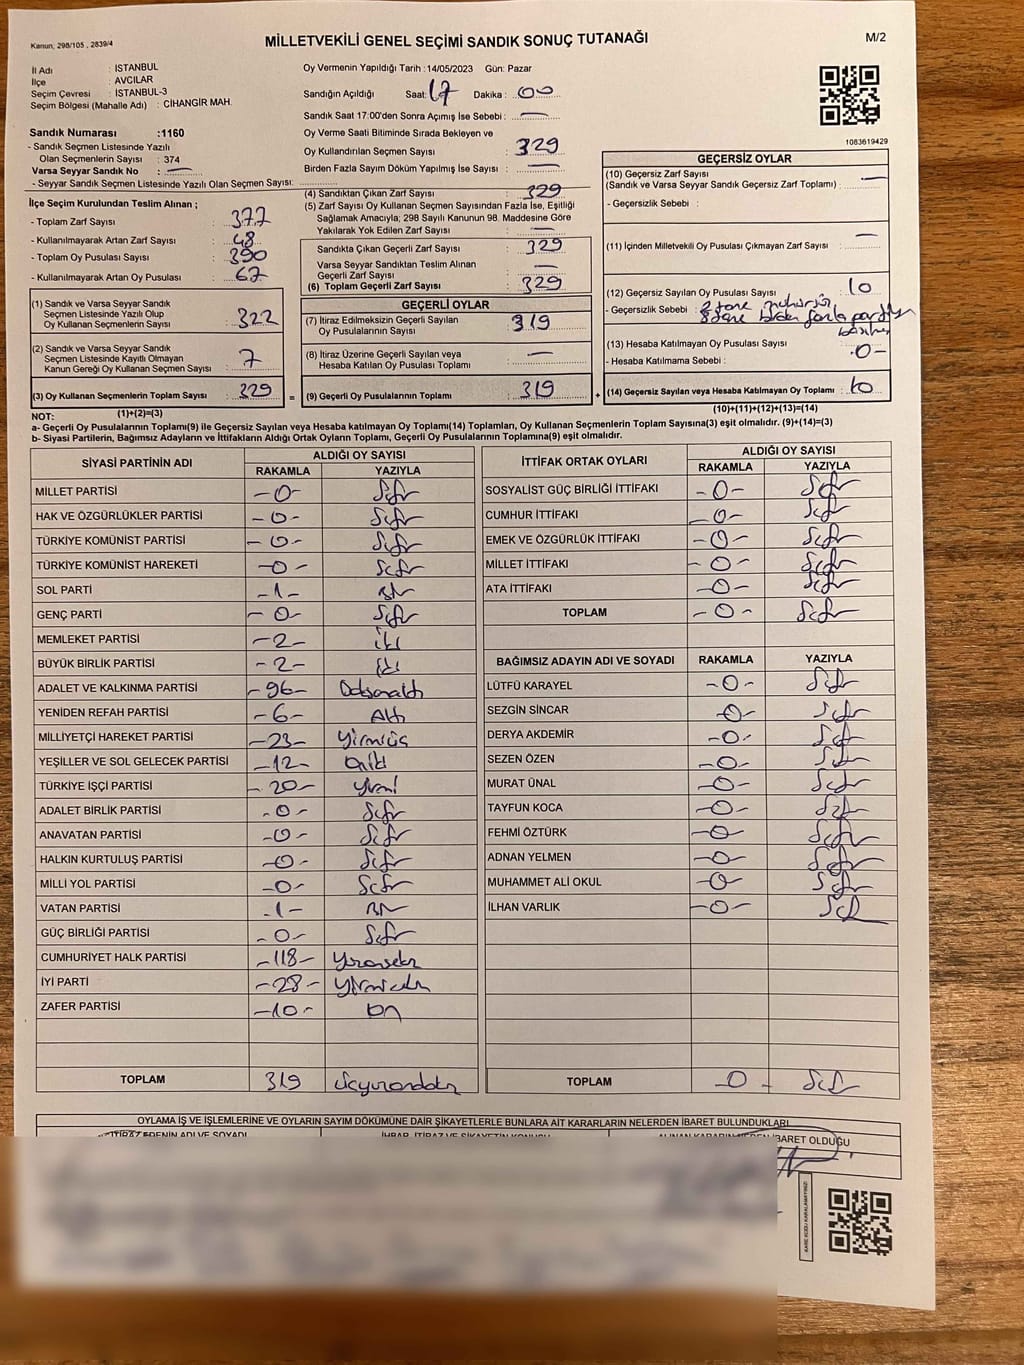 Kanun, 298/105 , 2839/4
MİLLETVEKİLİ GENEL SEÇİMİ SANDIK SONUÇ TUTANAĞI
M/2
İl Adı : İSTANBUL
İlçe : AVCILAR
Seçim Çevresi : İSTANBUL-3
Seçim Bölgesi (Mahalle Adı) : CİHANGİR MAH.
Sandık Numarası :1160
- Sandık Seçmen Listesinde Yazılı
Olan Seçmenlerin Sayısı : 374
Varsa Seyyar Sandık No : —
- Seyyar Sandık Seçmen Listesinde Yazılı Olan Seçmen Sayısı:
Oy Vermenin Yapıldığı Tarih :14/05/2023 Gün: Pazar
Sandığın Açıldığı Saat: 17 Dakika : 00
Sandık Saat 17:00'den Sonra Açımış İse Sebebi : —
Oy Verme Saati Bitiminde Sırada Bekleyen ve
Oy Kullandırılan Seçmen Sayısı : 329
Birden Fazla Sayım Döküm Yapılmış İse Sayısı : —
1083619429
İlçe Seçim Kurulundan Teslim Alınan ;
- Toplam Zarf Sayısı : 377
- Kullanılmayarak Artan Zarf Sayısı : 48
- Toplam Oy Pusulası Sayısı : 390
- Kullanılmayarak Artan Oy Pusulası : 67
(4) Sandıktan Çıkan Zarf Sayısı : 329
(5) Zarf Sayısı Oy Kullanan Seçmen Sayısından Fazla İse, Eşitliği
Sağlamak Amacıyla; 298 Sayılı Kanunun 98. Maddesine Göre
Yakılarak Yok Edilen Zarf Sayısı : —
Sandıkta Çıkan Geçerli Zarf Sayısı : 329
Varsa Seyyar Sandıktan Teslim Alınan
Geçerli Zarf Sayısı : —
(6) Toplam Geçerli Zarf Sayısı : 329
GEÇERSİZ OYLAR
(10) Geçersiz Zarf Sayısı
(Sandık ve Varsa Seyyar Sandık Geçersiz Zarf Toplamı) : —
- Geçersizlik Sebebi :
(11) İçinden Milletvekili Oy Pusulası Çıkmayan Zarf Sayısı : —
(12) Geçersiz Sayılan Oy Pusulası Sayısı : 10
- Geçersizlik Sebebi : 2 tane mühürsüz
8 tane birden fazla partiye
(13) Hesaba Katılmayan Oy Pusulası Sayısı : -0-
- Hesaba Katılmama Sebebi :
(14) Geçersiz Sayılan veya Hesaba Katılmayan Oy Toplamı : 10
(10)+(11)+(12)+(13)=(14)
(1) Sandık ve Varsa Seyyar Sandık
Seçmen Listesinde Yazılı Olup
Oy Kullanan Seçmenlerin Sayısı : 322
(2) Sandık ve Varsa Seyyar Sandık
Seçmen Listesinde Kayıtlı Olmayan
Kanun Gereği Oy Kullanan Seçmen Sayısı : 7
(3) Oy Kullanan Seçmenlerin Toplam Sayısı : 329 =
(1)+(2)=(3)
GEÇERLİ OYLAR
(7) İtiraz Edilmeksizin Geçerli Sayılan
Oy Pusulalarının Sayısı : 319
(8) İtiraz Üzerine Geçerli Sayılan veya
Hesaba Katılan Oy Pusulası Toplamı : —
(9) Geçerli Oy Pusulalarının Toplamı : 319 +
NOT:
a- Geçerli Oy Pusulalarının Toplamı(9) ile Geçersiz Sayılan veya Hesaba katılmayan Oy Toplamı(14) Toplamları, Oy Kullanan Seçmenlerin Toplam Sayısına(3) eşit olmalıdır. (9)+(14)=(3)
b- Siyasi Partilerin, Bağımsız Adayların ve İttifakların Aldığı Ortak Oyların Toplamı, Geçerli Oy Pusulalarının Toplamına(9) eşit olmalıdır.
SİYASİ PARTİNİN ADI ALDIĞI OY SAYISI
RAKAMLA YAZIYLA
MİLLET PARTİSİ -0- Sıfır
HAK VE ÖZGÜRLÜKLER PARTİSİ -0- Sıfır
TÜRKİYE KOMÜNİST PARTİSİ -0- Sıfır
TÜRKİYE KOMÜNİST HAREKETİ -0- Sıfır
SOL PARTİ -1- Bir
GENÇ PARTİ -0- Sıfır
MEMLEKET PARTİSİ -2- İki
BÜYÜK BİRLİK PARTİSİ -2- İki
ADALET VE KALKINMA PARTİSİ -96- Doksanaltı
YENİDEN REFAH PARTİSİ -6- Altı
MİLLİYETÇİ HAREKET PARTİSİ -23- Yirmiüç
YEŞİLLER VE SOL GELECEK PARTİSİ -12- Oniki
TÜRKİYE İŞÇİ PARTİSİ -20- Yirmi
ADALET BİRLİK PARTİSİ -0- Sıfır
ANAVATAN PARTİSİ -0- Sıfır
HALKIN KURTULUŞ PARTİSİ -0- Sıfır
MİLLİ YOL PARTİSİ -0- Sıfır
VATAN PARTİSİ -1- Bir
GÜÇ BİRLİĞİ PARTİSİ -0- Sıfır
CUMHURİYET HALK PARTİSİ -118- Yüzonsekiz
İYİ PARTİ -28- Yirmisekiz
ZAFER PARTİSİ -10- On
TOPLAM 319 Üçyüzondokuz
İTTİFAK ORTAK OYLARI ALDIĞI OY SAYISI
RAKAMLA YAZIYLA
SOSYALİST GÜÇ BİRLİĞİ İTTİFAKI -0- Sıfır
CUMHUR İTTİFAKI -0- Sıfır
EMEK VE ÖZGÜRLÜK İTTİFAKI -0- Sıfır
MİLLET İTTİFAKI -0- Sıfır
ATA İTTİFAKI -0- Sıfır
TOPLAM -0- Sıfır
BAĞIMSIZ ADAYIN ADI VE SOYADI RAKAMLA YAZIYLA
LÜTFÜ KARAYEL -0- Sıfır
SEZGİN SİNCAR -0- Sıfır
DERYA AKDEMİR -0- Sıfır
SEZEN ÖZEN -0- Sıfır
MURAT ÜNAL -0- Sıfır
TAYFUN KOCA -0- Sıfır
FEHMİ ÖZTÜRK -0- Sıfır
ADNAN YELMEN -0- Sıfır
MUHAMMET ALİ OKUL -0- Sıfır
İLHAN VARLIK -0- Sıfır
TOPLAM -0- Sıfır
OYLAMA İŞ VE İŞLEMLERİNE VE OYLARIN SAYIM DÖKÜMÜNE DAİR ŞİKAYETLERLE BUNLARA AİT KARARLARIN NELERDEN İBARET BULUNDUKLARI
İTİRAZ EDENİN ADI VE SOYADI İHBAR, İTİRAZ VE ŞİKAYETİN KONUSU ALINAN KARARIN NEDEN İBARET OLDUĞU
KARE KODU KARALAMAYINIZ!